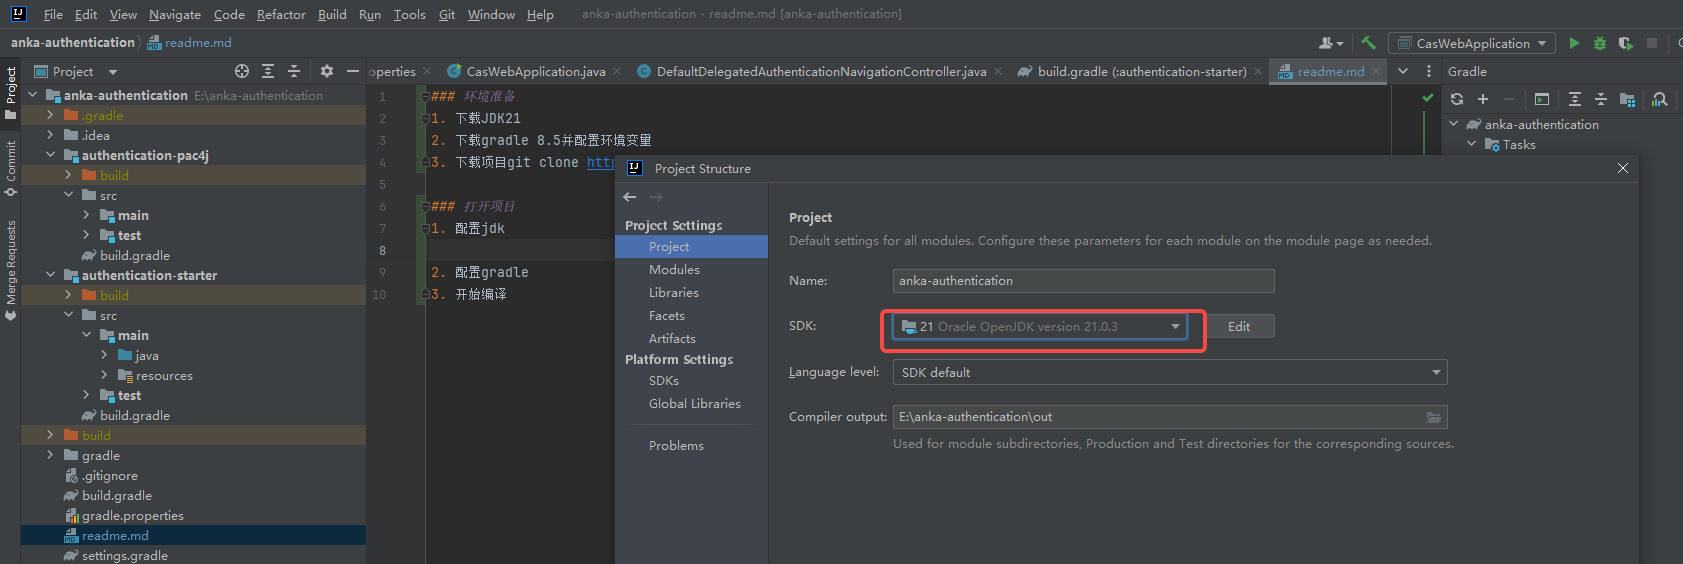 File Edit View Navigate Code Refactor Build Run Tools Git Window Help anka-authentication - readme.md [anka-authentication]
anka-authentication readme.md
CasWebApplication
Project
Commit
Merge Requests
Project
anka-authentication E:\anka-authentication
.gradle
.idea
authentication-pac4j
build
src
main
test
build.gradle
authentication-starter
build
src
main
java
resources
test
build.gradle
build
gradle
.gitignore
build.gradle
gradle.properties
readme.md
settings.gradle
operties CasWebApplication.java DefaultDelegatedAuthenticationNavigationController.java build.gradle (:authentication-starter) readme.md
1 ### 环境准备
2 1. 下载JDK21
3 2. 下载gradle 8.5并配置环境变量
4 3. 下载项目git clone http
5
6 ### 打开项目
7 1. 配置jdk
8
9 2. 配置gradle
10 3. 开始编译
Gradle
anka-authentication
Tasks
Project Structure
Project Settings
Project
Modules
Libraries
Facets
Artifacts
Platform Settings
SDKs
Global Libraries
Problems
Project
Default settings for all modules. Configure these parameters for each module on the module page as needed.
Name: anka-authentication
SDK: 21 Oracle OpenJDK version 21.0.3 Edit
Language level: SDK default
Compiler output: E:\anka-authentication\out
Used for module subdirectories, Production and Test directories for the corresponding sources.